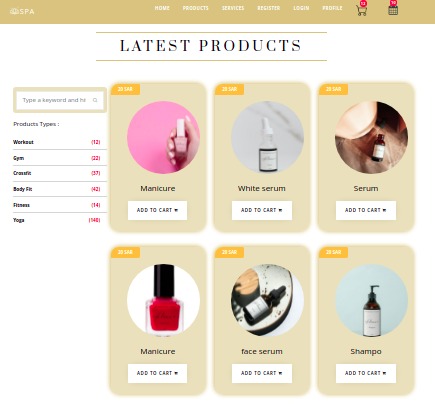 SPA
HOME PRODUCTS SERVICES REGISTER LOGIN PROFILE
LATEST PRODUCTS
Type a keyword and hi
Products Types :
Workout (12)
Gym (22)
Crossfit (37)
Body Fit (42)
Fitness (14)
Yoga (140)
20 SAR
Manicure
ADD TO CART
20 SAR
White serum
ADD TO CART
20 SAR
Serum
ADD TO CART
20 SAR
Manicure
ADD TO CART
20 SAR
face serum
ADD TO CART
20 SAR
Shampo
ADD TO CART